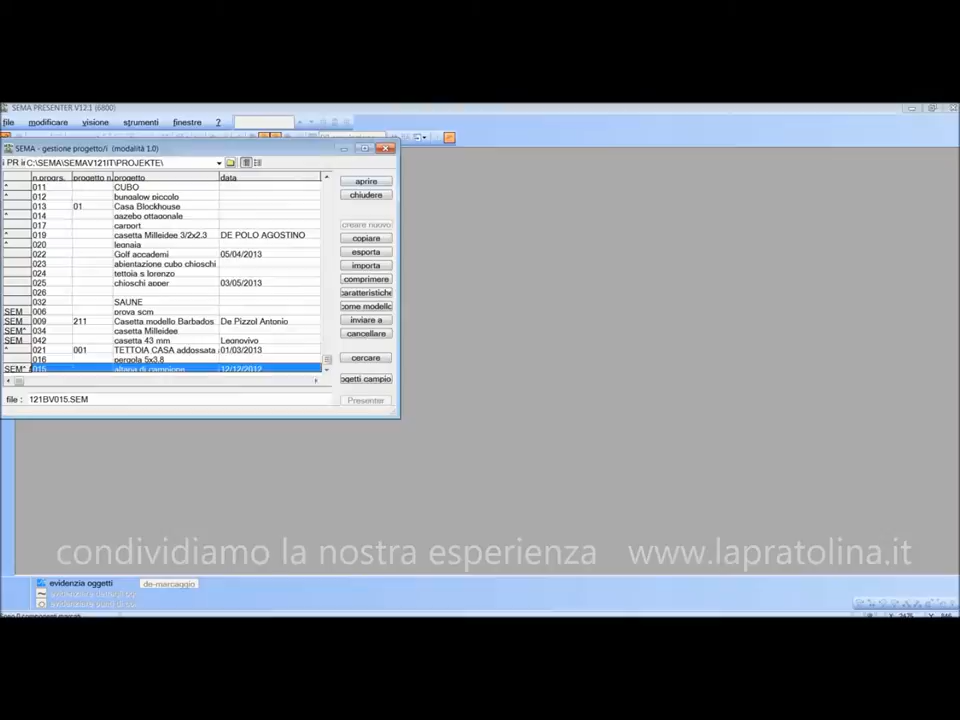 SEMA PRESENTER V12.1 (6800)
file modificare visione strumenti finestre ?
SEMA - gestione progetto/i (modalità 1.0)
C:\SEMA\SEMAV121IT\PROJEKTE\
n.progrs. progetto n. progetto data
^ 011 CUBO
^ 012 bungalow piccolo
^ 013 01 Casa Blockhouse
^ 014 gazebo ottagonale
017 carport
^ 019 casetta Milleidee 3/2x2.3 DE POLO AGOSTINO
^ 020 legnaia
022 Golf accademi 05/04/2013
023 abientazione cubo chioschi
024 tettoia s lorenzo
025 chioschi apper 03/05/2013
026
032 SAUNE
SEM 006 prova scm
SEM 009 211 Casetta modello Barbados De Pizzol Antonio
SEM^ 034 casetta Milleidee
SEM 042 casetta 43 mm Legnovivo
^ 021 001 TETTOIA CASA addossata 01/03/2013
016 pergola 5x3.8
SEM^ 015 altana di campione 12/12/2012
file : 121BV015.SEM
aprire
chiudere
creare nuovo
copiare
esporta
importa
comprimere
caratteristiche
come modello
inviare a
cancellare
cercare
ogetti campio
Presenter
condividiamo la nostra esperienza www.lapratolina.it
evidenzia oggetti de-marcaggio